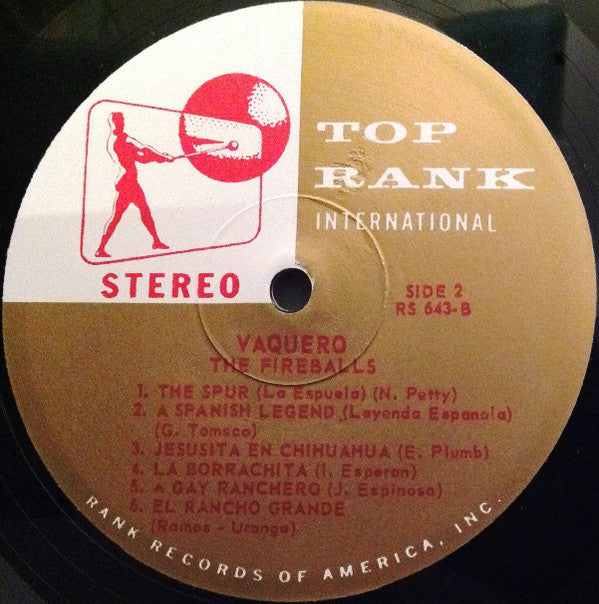 TOP
RANK
INTERNATIONAL
STEREO
SIDE 2
RS 643-B
VAQUERO
THE FIREBALLS
1. THE SPUR (La Espuela) (N. Petty)
2. A SPANISH LEGEND (Leyenda Espanola)
(G. Tomsco)
3. JESUSITA EN CHIHUAHUA (E. Plumb)
4. LA BORRACHITA (I. Esperon)
5. A GAY RANCHERO (J. Espinosa)
6. EL RANCHO GRANDE
(Ramos - Uranga)
RANK RECORDS OF AMERICA, INC.